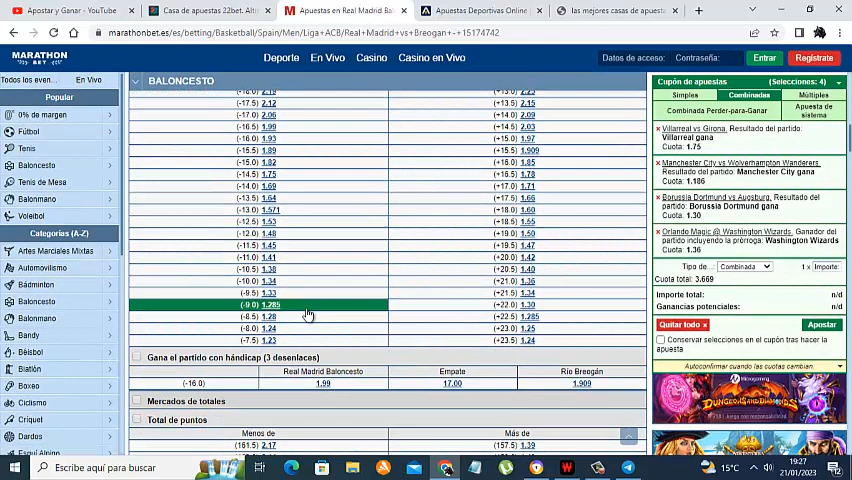 Apostar y Ganar - YouTube
Casa de apuestas 22bet. Alti
Apuestas en Real Madrid Bal
Apuestas Deportivas Online |
las mejores casas de apuesta
marathonbet.es/es/betting/Basketball/Spain/Men/Liga+ACB/Real+Madrid+vs+Breogan+-+15174742
MARATHON
BET
Deporte En Vivo Casino Casino en Vivo
Datos de acceso: Contraseña: Entrar Regístrate
Todos los even... En Vivo
Popular
0% de margen
Fútbol
Tenis
Baloncesto
Tenis de Mesa
Balonmano
Voleibol
Categorías (A-Z)
Artes Marciales Mixtas
Automovilismo
Bádminton
Baloncesto
Balonmano
Bandy
Béisbol
Biatlón
Boxeo
Ciclismo
Críquet
Dardos
Esquí Alpino
BALONCESTO
(-18.0) 2.19
(-17.5) 2.12 (+13.5) 2.15
(-17.0) 2.06 (+14.0) 2.09
(-16.5) 1.99 (+14.5) 2.03
(-16.0) 1.93 (+15.0) 1.97
(-15.5) 1.89 (+15.5) 1.909
(-15.0) 1.82 (+16.0) 1.85
(-14.5) 1.75 (+16.5) 1.78
(-14.0) 1.69 (+17.0) 1.71
(-13.5) 1.64 (+17.5) 1.66
(-13.0) 1.571 (+18.0) 1.60
(-12.5) 1.53 (+18.5) 1.55
(-12.0) 1.48 (+19.0) 1.50
(-11.5) 1.45 (+19.5) 1.47
(-11.0) 1.41 (+20.0) 1.42
(-10.5) 1.38 (+20.5) 1.40
(-10.0) 1.34 (+21.0) 1.36
(-9.5) 1.33 (+21.5) 1.34
(-9.0) 1.285 (+22.0) 1.30
(-8.5) 1.28 (+22.5) 1.285
(-8.0) 1.24 (+23.0) 1.25
(-7.5) 1.23 (+23.5) 1.24
Gana el partido con hándicap (3 desenlaces)
Real Madrid Baloncesto Empate Río Breogán
(-16.0) 1.99 17.00 1.909
Mercados de totales
Total de puntos
Menos de Más de
(161.5) 2.17 (157.5) 1.39
Cupón de apuestas (Selecciones: 4)
Simples Combinadas Múltiples
Combinada Perder-para-Ganar
Apuesta de
sistema
Villarreal vs Girona, Resultado del partido:
Villarreal gana
Cuota: 1.75
Manchester City vs Wolverhampton Wanderers,
Resultado del partido: Manchester City gana
Cuota: 1.186
Borussia Dortmund vs Augsburg, Resultado del
partido: Borussia Dortmund gana
Cuota: 1.30
Orlando Magic @ Washington Wizards, Ganador del
partido incluyendo la prórroga: Washington Wizards
Cuota: 1.36
Tipo de... Combinada 1 x Importe:
Cuota total: 3.669
Importe total: n/d
Ganancias potenciales: n/d
Quitar todo x Apostar
Conservar selecciones en el cupón tras hacer la
apuesta
Autoconfirmar cuando las cuotas cambian.
Microgaming
DUNGEONS AND DIAMONDS
Escribe aquí para buscar
15°C
19:27
21/01/2023